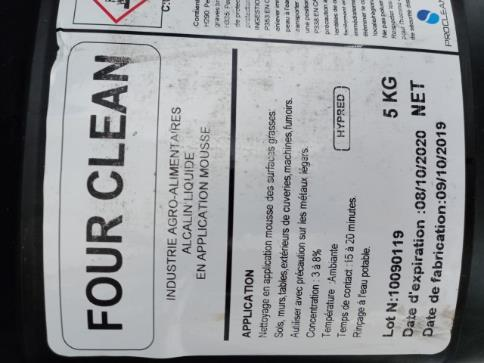 FOUR CLEAN
INDUSTRIE AGRO-ALIMENTAIRES
ALCALIN LIQUIDE
EN APPLICATION MOUSSE
APPLICATION
Nettoyage en application mousse des surfaces grasses:
Sols, murs,tables,extérieurs de cuveries,machines,fumoirs.
Autiliser avec précaution sur les métaux légars.
Concentration : 3 à 8%
Température :Ambiante
Temps de contact :15 à 20 minutes.
Rinçage à l'eau potable.
HYPRED
Lot N:10090119
5 KG
Date d'expiration :08/10/2020
NET
Date de fabrication:09/10/2019
PROCLEAN